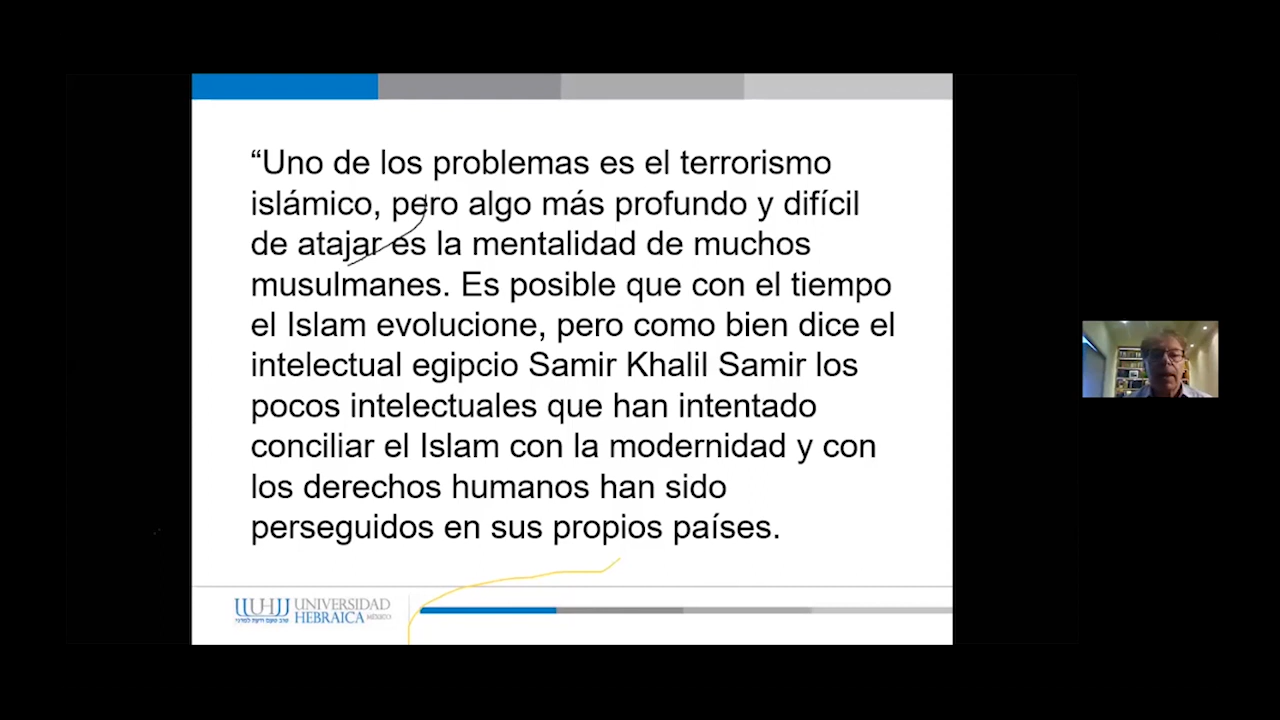 “Uno de los problemas es el terrorismo
islámico, pero algo más profundo y difícil
de atajar es la mentalidad de muchos
musulmanes. Es posible que con el tiempo
el Islam evolucione, pero como bien dice el
intelectual egipcio Samir Khalil Samir los
pocos intelectuales que han intentado
conciliar el Islam con la modernidad y con
los derechos humanos han sido
perseguidos en sus propios países.
UNIVERSIDAD
HEBRAICA MÉXICO